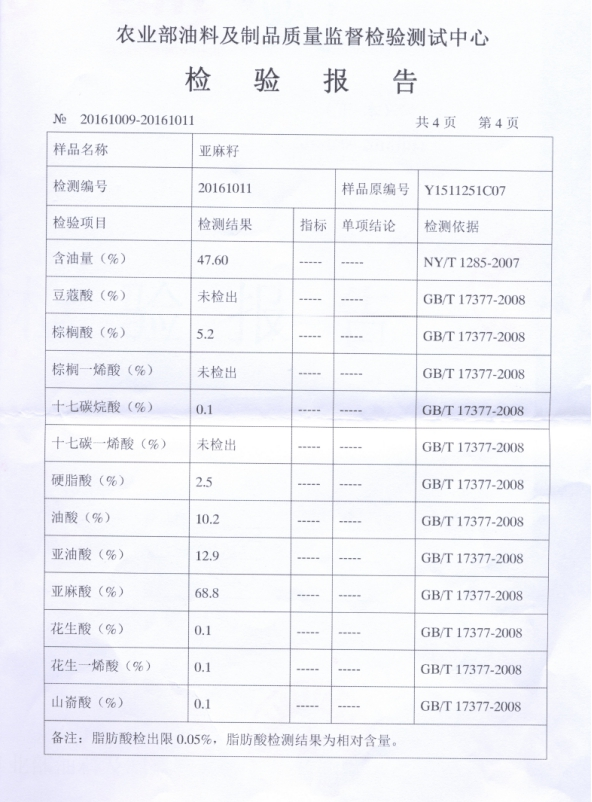 农业部油料及制品质量监督检验测试中心
检 验 报 告
№ 20161009-20161011 共 4 页 第 4 页
样品名称 亚麻籽
检测编号 20161011 样品原编号 Y1511251C07
检验项目 检测结果 指标 单项结论 检测依据
含油量（%） 47.60 ----- ----- NY/T 1285-2007
豆蔻酸（%） 未检出 ----- ----- GB/T 17377-2008
棕榈酸（%） 5.2 ----- ----- GB/T 17377-2008
棕榈一烯酸（%） 未检出 ----- ----- GB/T 17377-2008
十七碳烷酸（%） 0.1 ----- ----- GB/T 17377-2008
十七碳一烯酸（%） 未检出 ----- ----- GB/T 17377-2008
硬脂酸（%） 2.5 ----- ----- GB/T 17377-2008
油酸（%） 10.2 ----- ----- GB/T 17377-2008
亚油酸（%） 12.9 ----- ----- GB/T 17377-2008
亚麻酸（%） 68.8 ----- ----- GB/T 17377-2008
花生酸（%） 0.1 ----- ----- GB/T 17377-2008
花生一烯酸（%） 0.1 ----- ----- GB/T 17377-2008
山嵛酸（%） 0.1 ----- ----- GB/T 17377-2008
备注：脂肪酸检出限 0.05%，脂肪酸检测结果为相对含量。